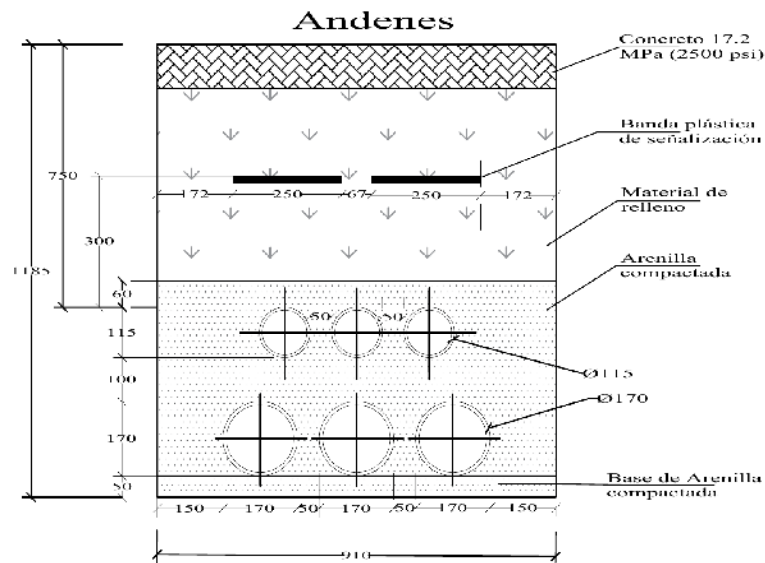 Andenes
Concreto 17.2
MPa (2500 psi)
Banda plástica
de señalización
172 250 67 250 172
750
Material de
relleno
300
Arenilla
compactada
1185
60
50 50
115
Ø115
100
Ø170
170
50
Base de Arenilla
compactada
150 170 50 170 50 170 150
910